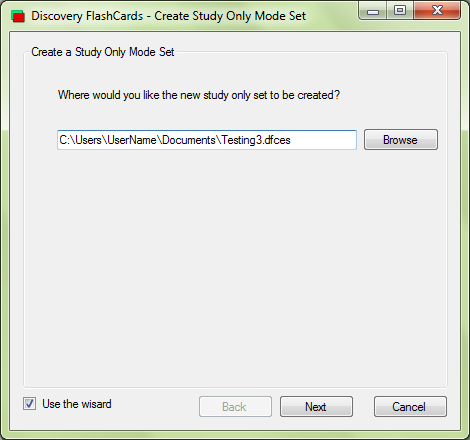 Discovery FlashCards - Create Study Only Mode Set
Create a Study Only Mode Set
Where would you like the new study only set to be created?
C:\Users\UserName\Documents\Testing3.dfces
Browse
Use the wisard
Back
Next
Cancel